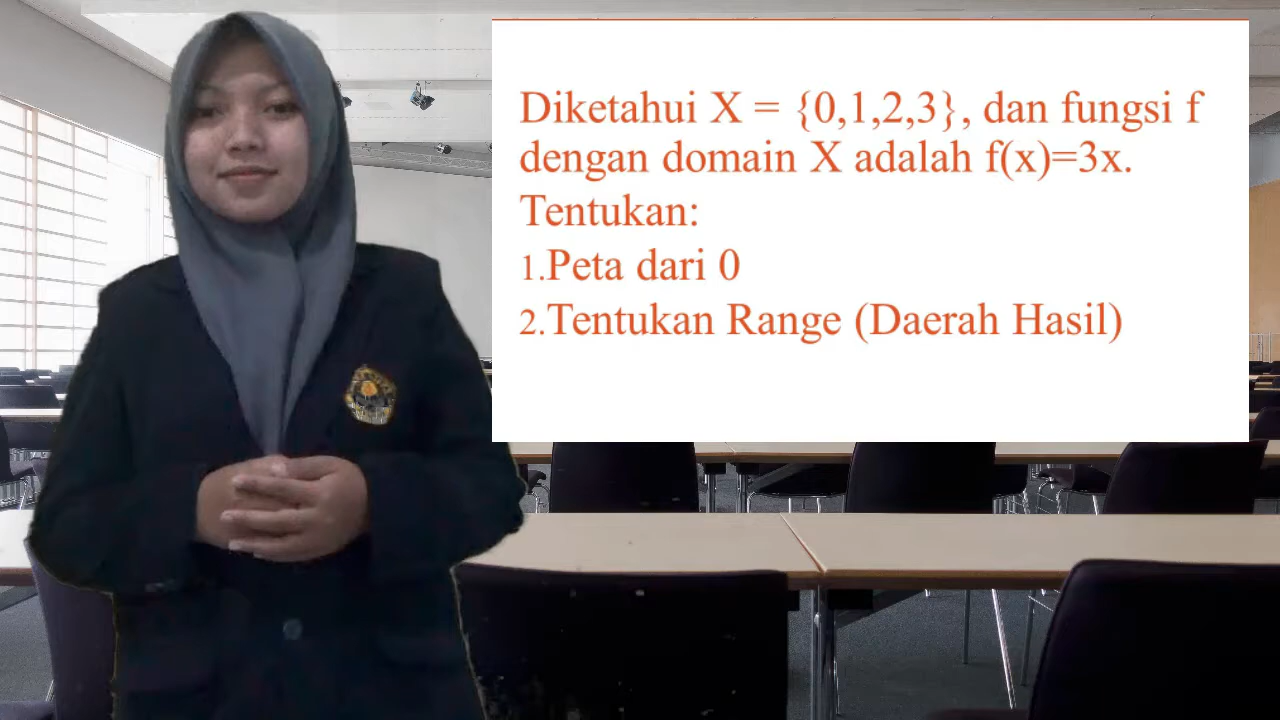 Diketahui X = {0,1,2,3}, dan fungsi f
dengan domain X adalah f(x)=3x.
Tentukan:
1.Peta dari 0
2.Tentukan Range (Daerah Hasil)